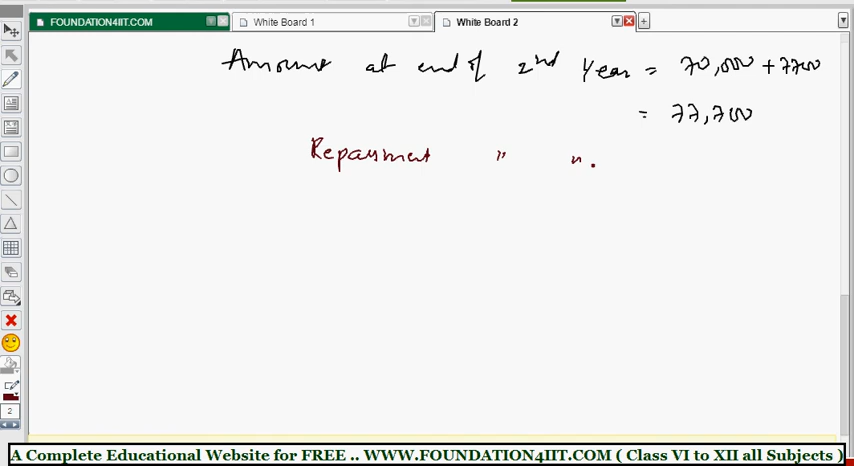 FOUNDATION4IIT.COM White Board 1 White Board 2
Amount at end of 2nd Year = 70,000 + 7700
= 77,700
Repayment " ".
2
A Complete Educational Website for FREE .. WWW.FOUNDATION4IIT.COM ( Class VI to XII all Subjects )